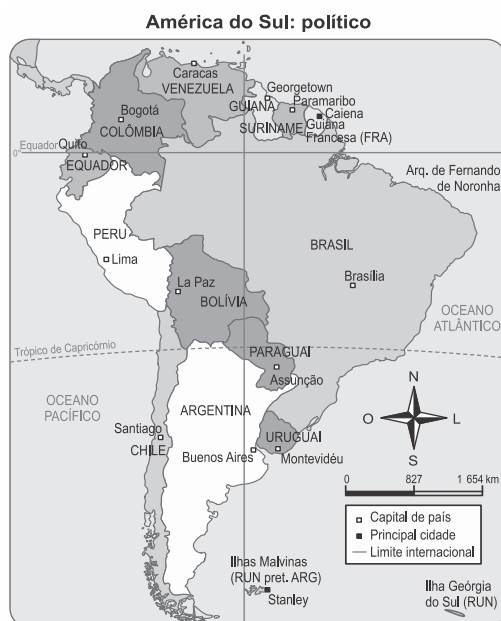 América do Sul: político
Caracas
VENEZUELA
Georgetown
Paramaribo
GUIANA
Caiena
Bogotá
SURINAME
Guiana
Francesa (FRA)
COLÔMBIA
Equador
Quito
0°
EQUADOR
Arq. de Fernando
de Noronha
PERU
BRASIL
Lima
La Paz
Brasília
BOLÍVIA
OCEANO
ATLÂNTICO
Trópico de Capricórnio
PARAGUAI
Assunção
OCEANO
PACÍFICO
ARGENTINA
N
O
L
S
Santiago
CHILE
URUGUAI
Buenos Aires
Montevidéu
0 827 1 654 km
Capital de país
Principal cidade
Limite internacional
Ilhas Malvinas
(RUN pret. ARG)
Stanley
Ilha Geórgia
do Sul (RUN)